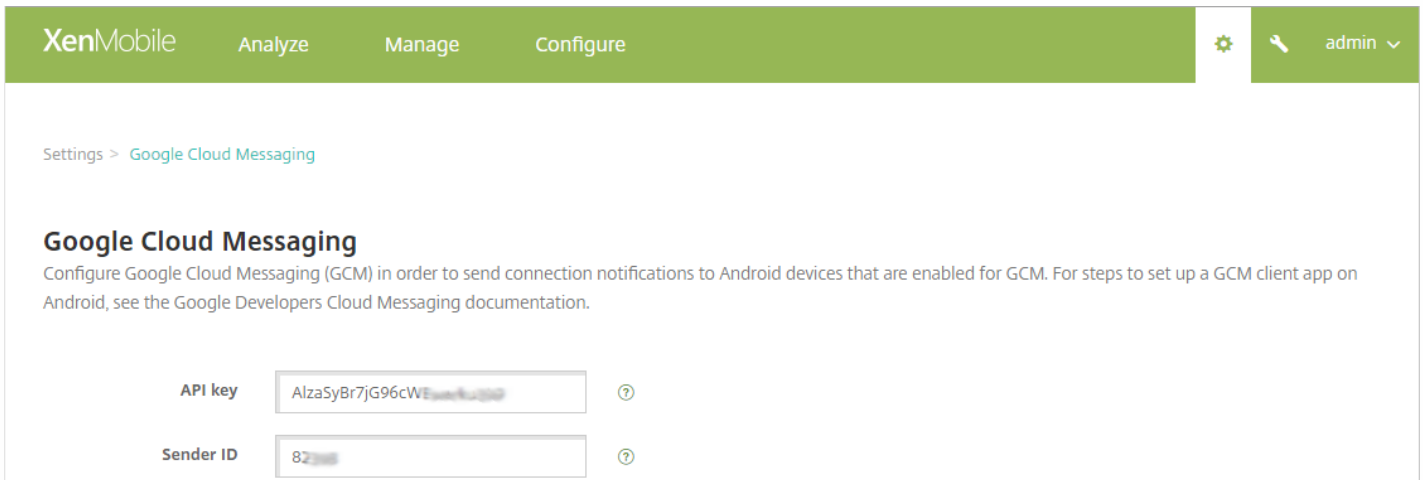 XenMobile Analyze Manage Configure admin
Settings > Google Cloud Messaging
Google Cloud Messaging
Configure Google Cloud Messaging (GCM) in order to send connection notifications to Android devices that are enabled for GCM. For steps to set up a GCM client app on
Android, see the Google Developers Cloud Messaging documentation.
API key
Sender ID